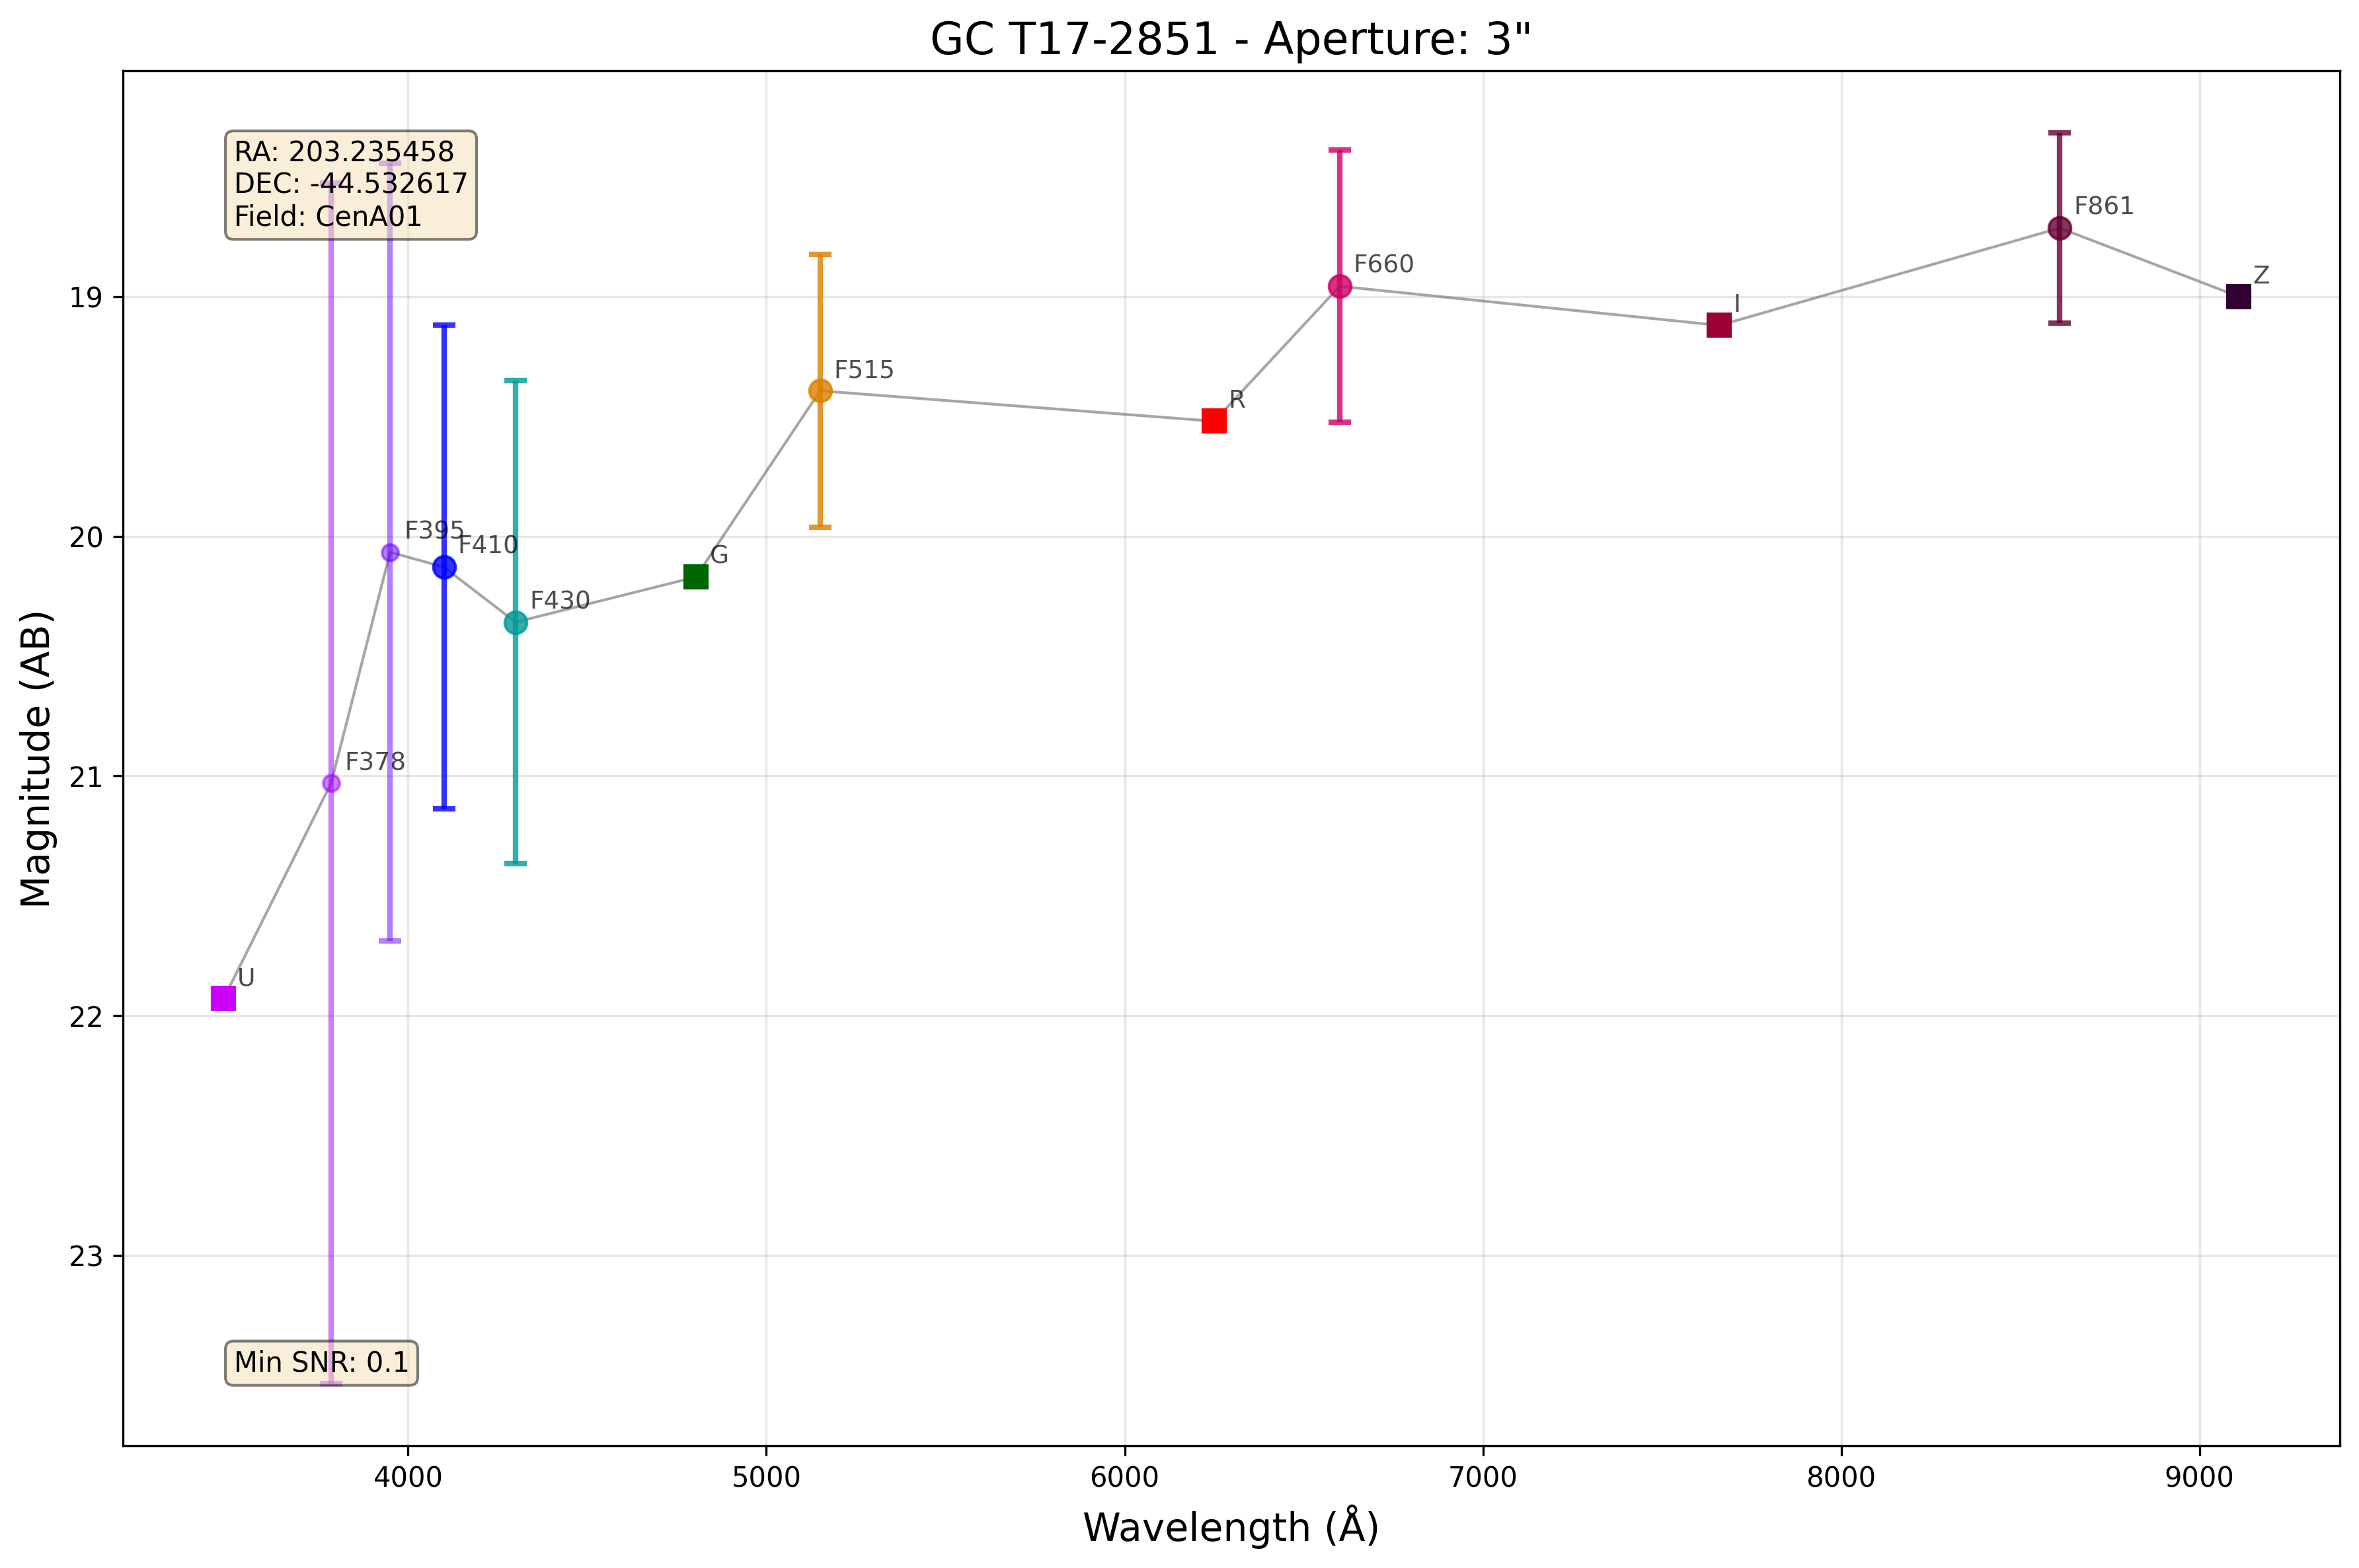 GC T17-2851 - Aperture: 3"
RA: 203.235458
DEC: -44.532617
Field: CenA01
F861
F660
Z
I
19
F515
R
F395
F410
20
G
F430
F378
21
U
22
23
Min SNR: 0.1
Magnitude (AB)
4000 5000 6000 7000 8000 9000
Wavelength (Å)